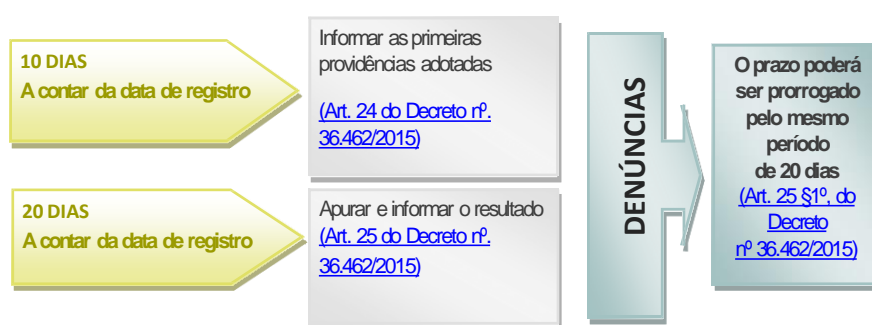 10 DIAS
A contar da data de registro
Informar as primeiras
providências adotadas
(Art. 24 do Decreto nº.
36.462/2015)
20 DIAS
A contar da data de registro
Apurar e informar o resultado
(Art. 25 do Decreto nº.
36.462/2015)
DENÚNCIAS
O prazo poderá
ser prorrogado
pelo mesmo
período
de 20 dias
(Art. 25 §1º, do
Decreto
nº 36.462/2015)